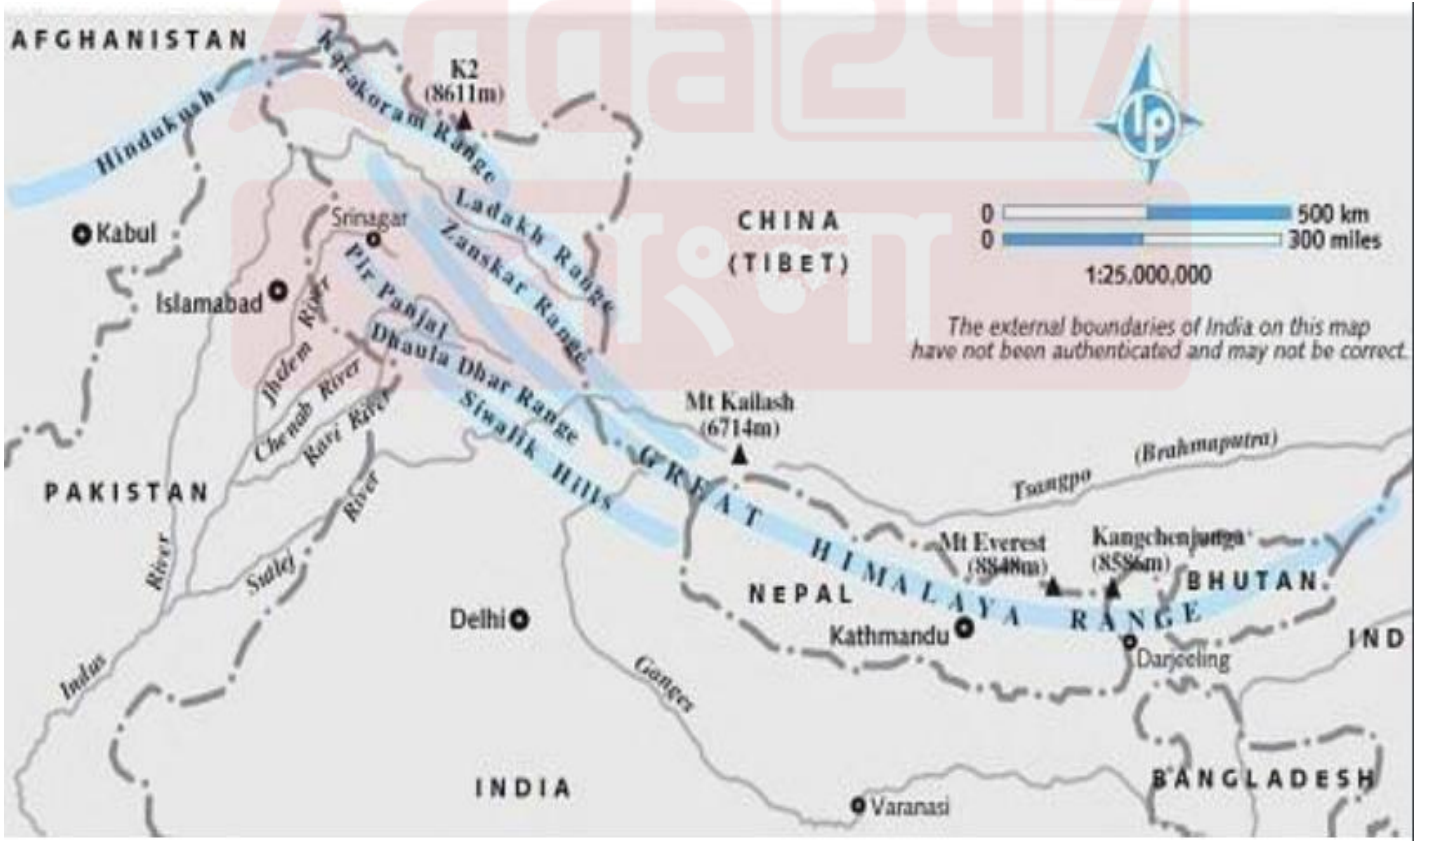 Adda247
AFGHANISTAN
Karakoram Range
K2
(8611m)
Hindukush
lp
Ladakh Range
CHINA
(TIBET)
0 500 km
0 300 miles
1:25,000,000
Kabul
Srinagar
Zanskar Range
Pir Panjal
Islamabad
The external boundaries of India on this map
have not been authenticated and may not be correct.
Dhaula Dhar Range
Jhelem River
Chenab River
Ravi River
Siwalik Hills
Mt Kailash
(6714m)
GREAT HIMALAYA RANGE
Tsangpo (Brahmaputra)
PAKISTAN
River
Sutlej River
Mt Everest
(8848m)
Kangchenjunga
(8586m)
BHUTAN
NEPAL
Delhi
Kathmandu
Darjeeling
IND
Indus
Ganges
INDIA
BANGLADESH
Varanasi